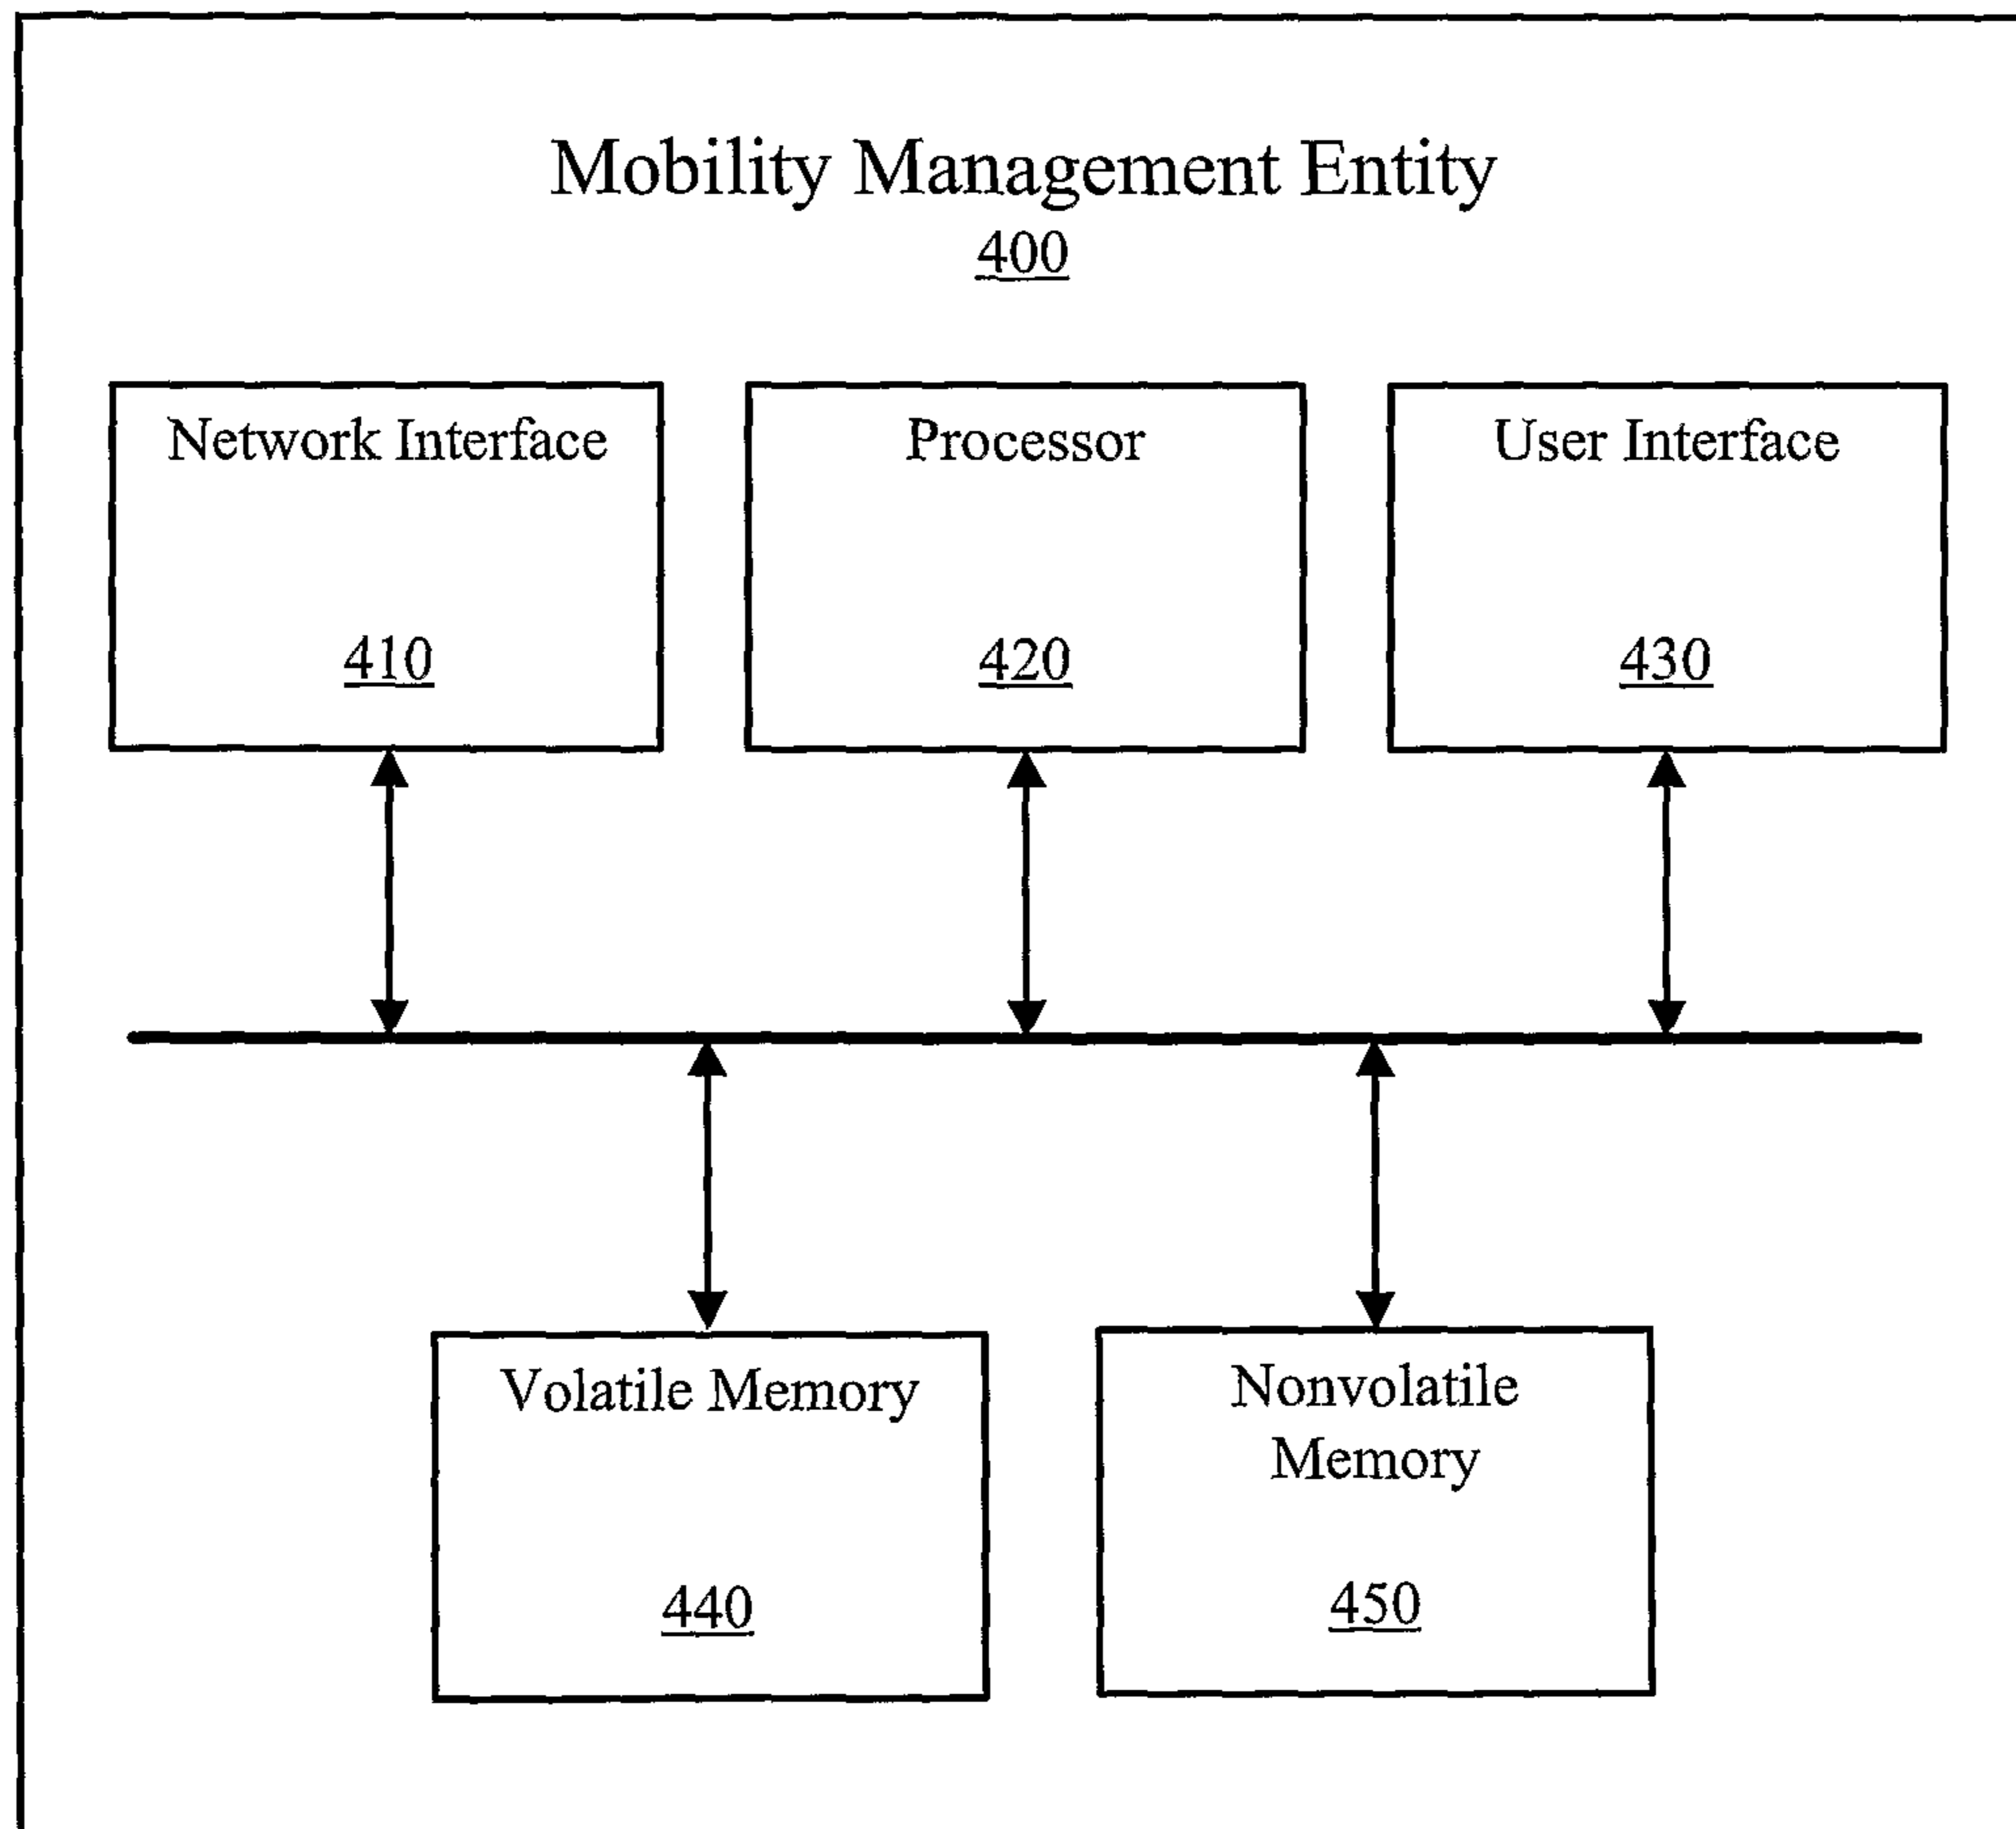 Mobility Management Entity
400
Network Interface
410
Processor
420
User Interface
430
Volatile Memory
440
Nonvolatile
Memory
450